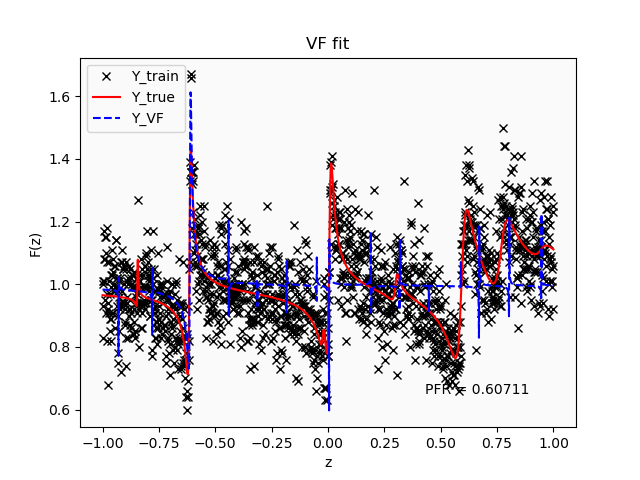 VF fit
Y_train
Y_true
Y_VF
F(z)
1.6
1.4
1.2
1.0
0.8
0.6
PFR = 0.60711
−1.00 −0.75 −0.50 −0.25 0.00 0.25 0.50 0.75 1.00
z